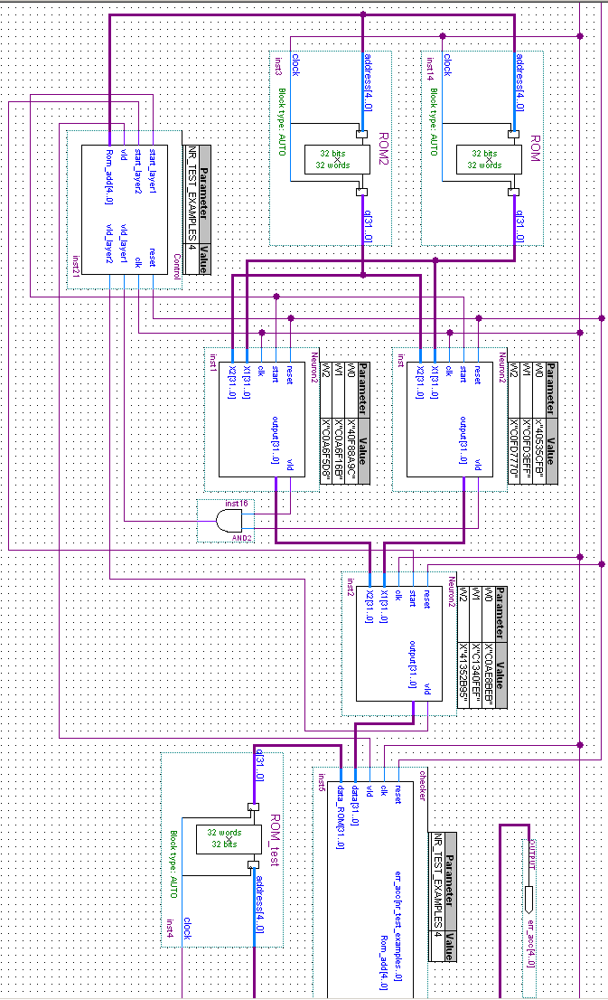 inst3
clock
address[4..0]
ROM2
Block type: AUTO
32 bits
×
32 words
q[31..0]
inst14
clock
address[4..0]
ROM
Block type: AUTO
32 bits
×
32 words
q[31..0]
Parameter
Value
NR_TEST_EXAMPLES
4
Control
start_layer1
start_layer2
vld
Rom_add[4..0]
reset
clk
vld_layer1
vld_layer2
inst21
Neuron2
inst1
reset
start
clk
X1[31..0]
X2[31..0]
vld
output[31..0]
Parameter
Value
W0
X"40F88A9C"
W1
X"C0A6F16B"
W2
X"C0A6F5D8"
Neuron2
inst
reset
start
clk
X1[31..0]
X2[31..0]
vld
output[31..0]
Parameter
Value
W0
X"40535CFB"
W1
X"C0FD3EFF"
W2
X"C0FD7770"
inst16
AND2
Neuron2
inst2
reset
start
clk
X1[31..0]
X2[31..0]
vld
output[31..0]
Parameter
Value
W0
X"C0AE8BEB"
W1
X"C1340FEF"
W2
X"41352B95"
q[31..0]
ROM_test
32 words
×
32 bits
Block type: AUTO
address[4..0]
clock
inst4
checker
inst5
reset
clk
vld
data[31..0]
data_ROM[31..0]
err_acc[nr_test_examples..0]
Rom_add[4..0]
Parameter
Value
NR_TEST_EXAMPLES
4
OUTPUT
err_acc[4..0]